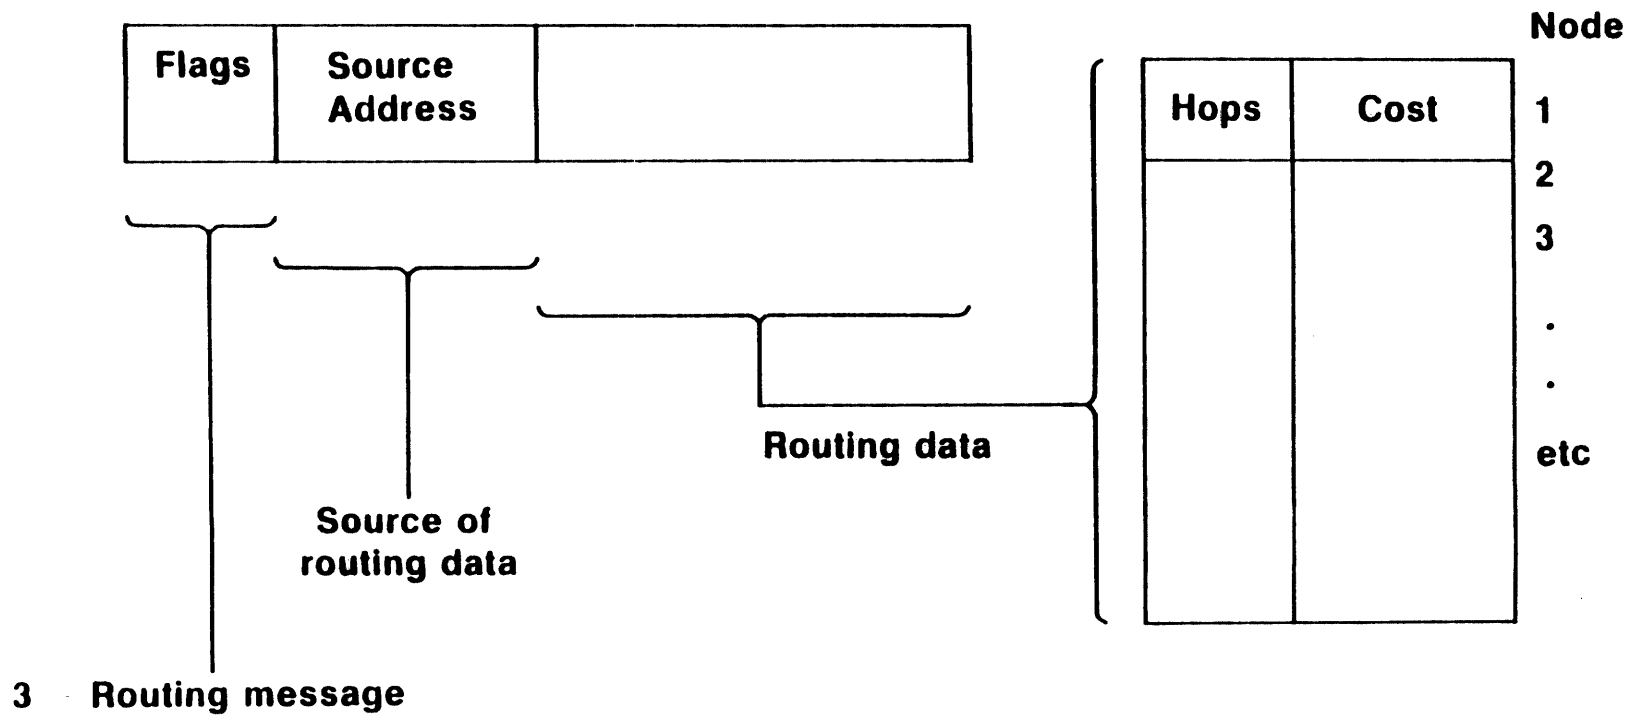 Node
Flags
Source
Address
Hops
Cost
1
2
3
.
.
etc
Routing data
Source of
routing data
3 Routing message